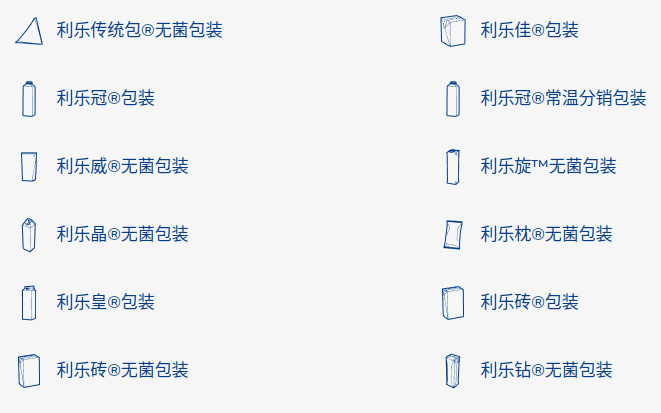 利乐传统包®无菌包装
利乐佳®包装
利乐冠®包装
利乐冠®常温分销包装
利乐威®无菌包装
利乐旋™无菌包装
利乐晶®无菌包装
利乐枕®无菌包装
利乐皇®包装
利乐砖®包装
利乐砖®无菌包装
利乐钻®无菌包装